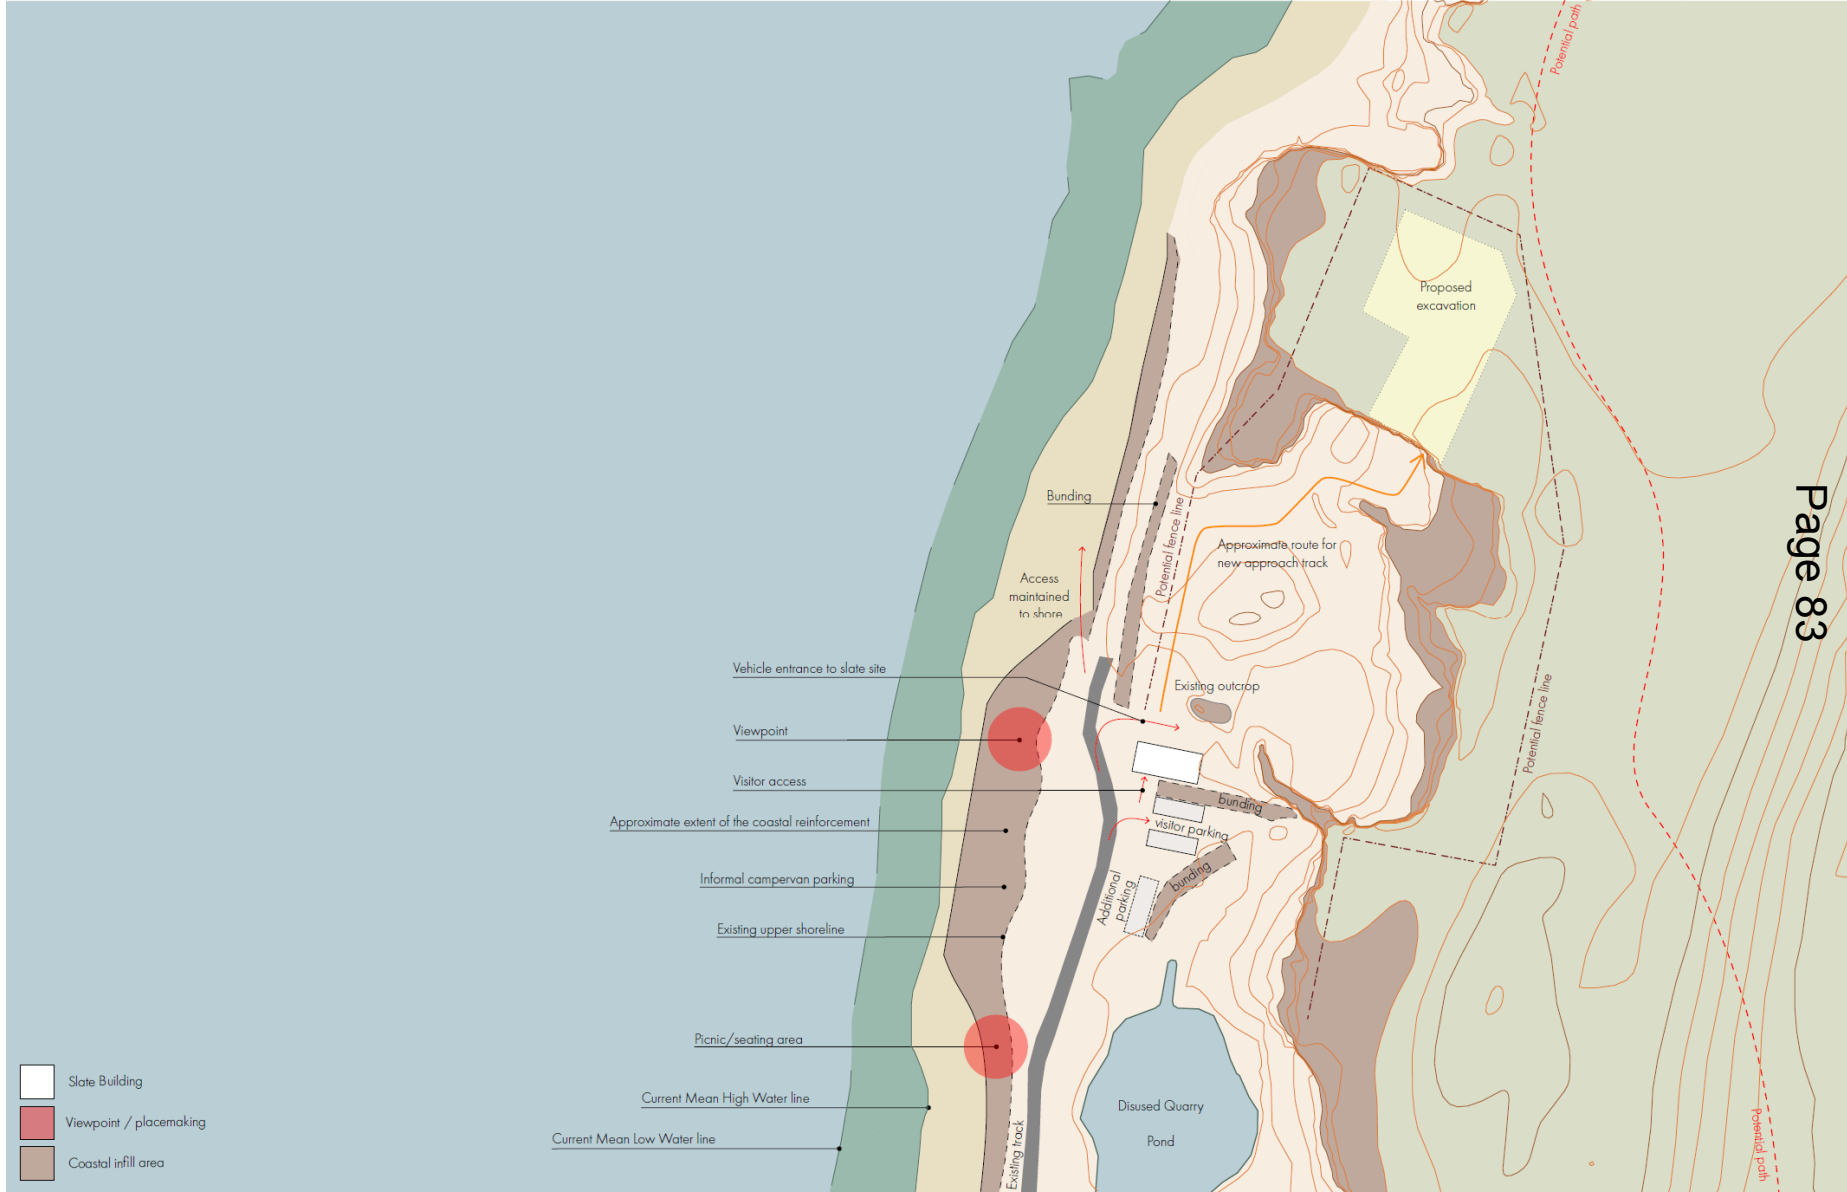 Potential path
Proposed
excavation
Page 83
Bunding
Potential fence line
Approximate route for
new approach track
Access
maintained
to shore
Vehicle entrance to slate site
Existing outcrop
Potential fence line
Viewpoint
Visitor access
bunding
Approximate extent of the coastal reinforcement
visitor parking
Informal campervan parking
bunding
Additional
parking
Existing upper shoreline
Picnic/seating area
Current Mean High Water line
Disused Quarry
Pond
Current Mean Low Water line
Existing track
Potential path
Slate Building
Viewpoint / placemaking
Coastal infill area